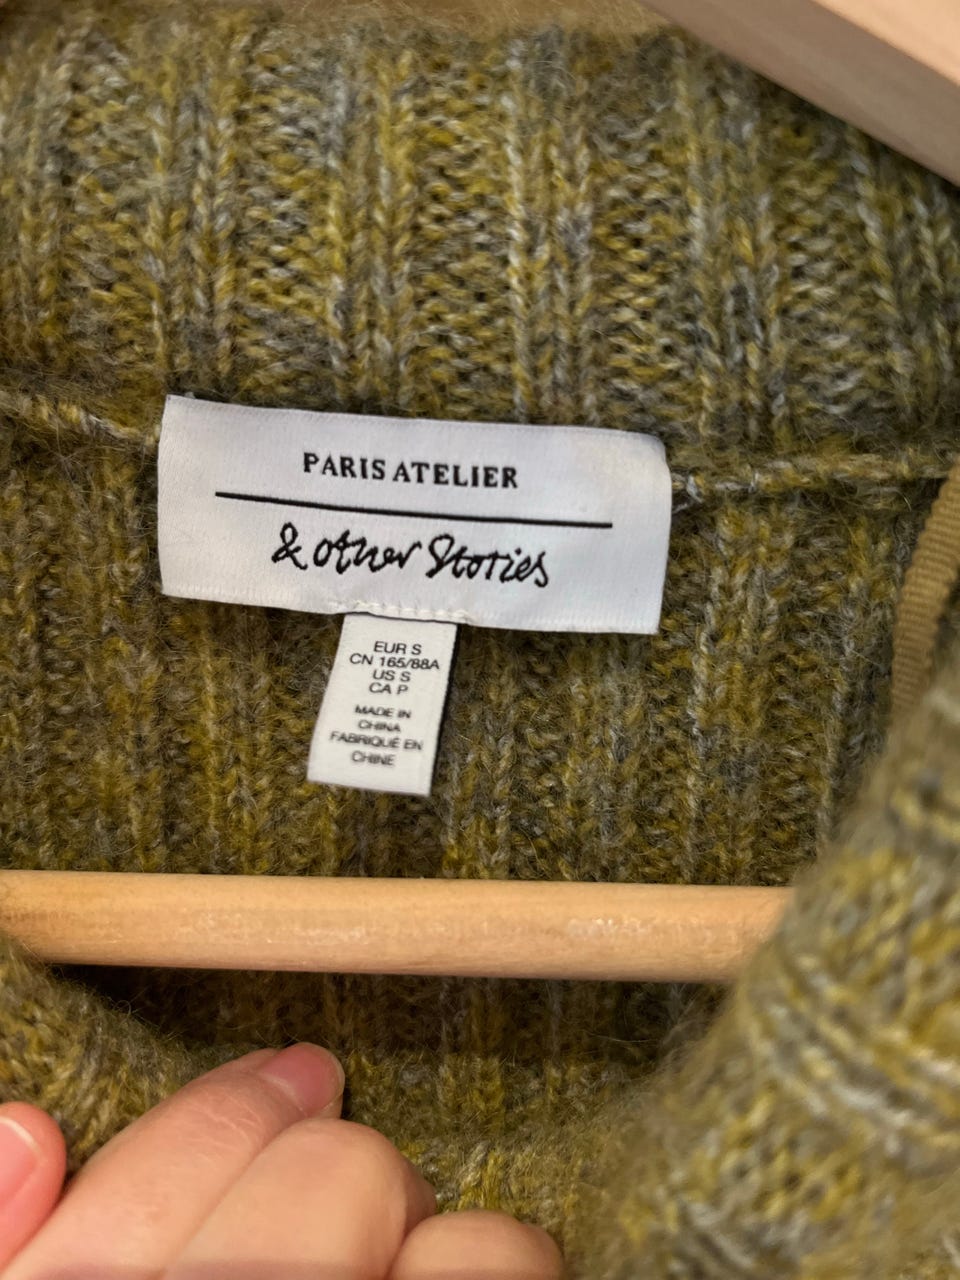 PARIS ATELIER
& other Stories
EUR S
CN 165/88A
US S
CA P
MADE IN
CHINA
FABRIQUÉ EN
CHINE